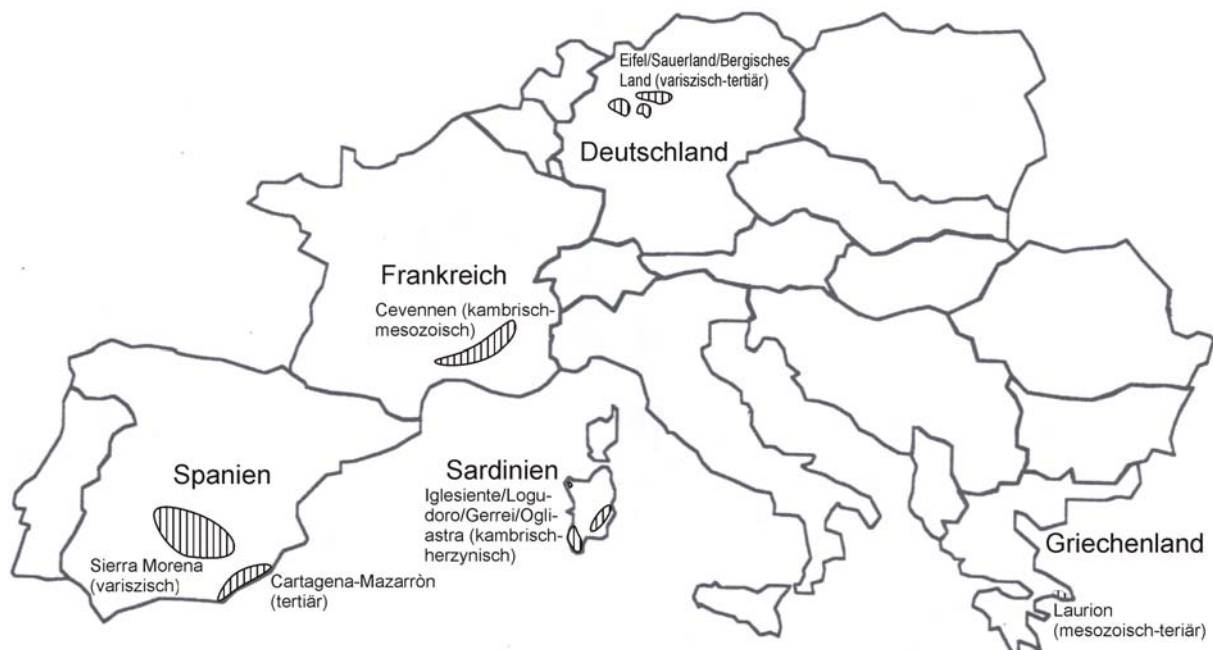 Eifel/Sauerland/Bergisches
Land (variszisch-tertiär)
Deutschland
Frankreich
Cevennen (kambrisch-
mesozoisch)
Spanien
Sierra Morena
(variszisch)
Cartagena-Mazarròn
(tertiär)
Sardinien
Iglesiente/Logu-
doro/Gerrei/Ogli-
astra (kambrisch-
herzynisch)
Griechenland
Laurion
(mesozoisch-teriär)